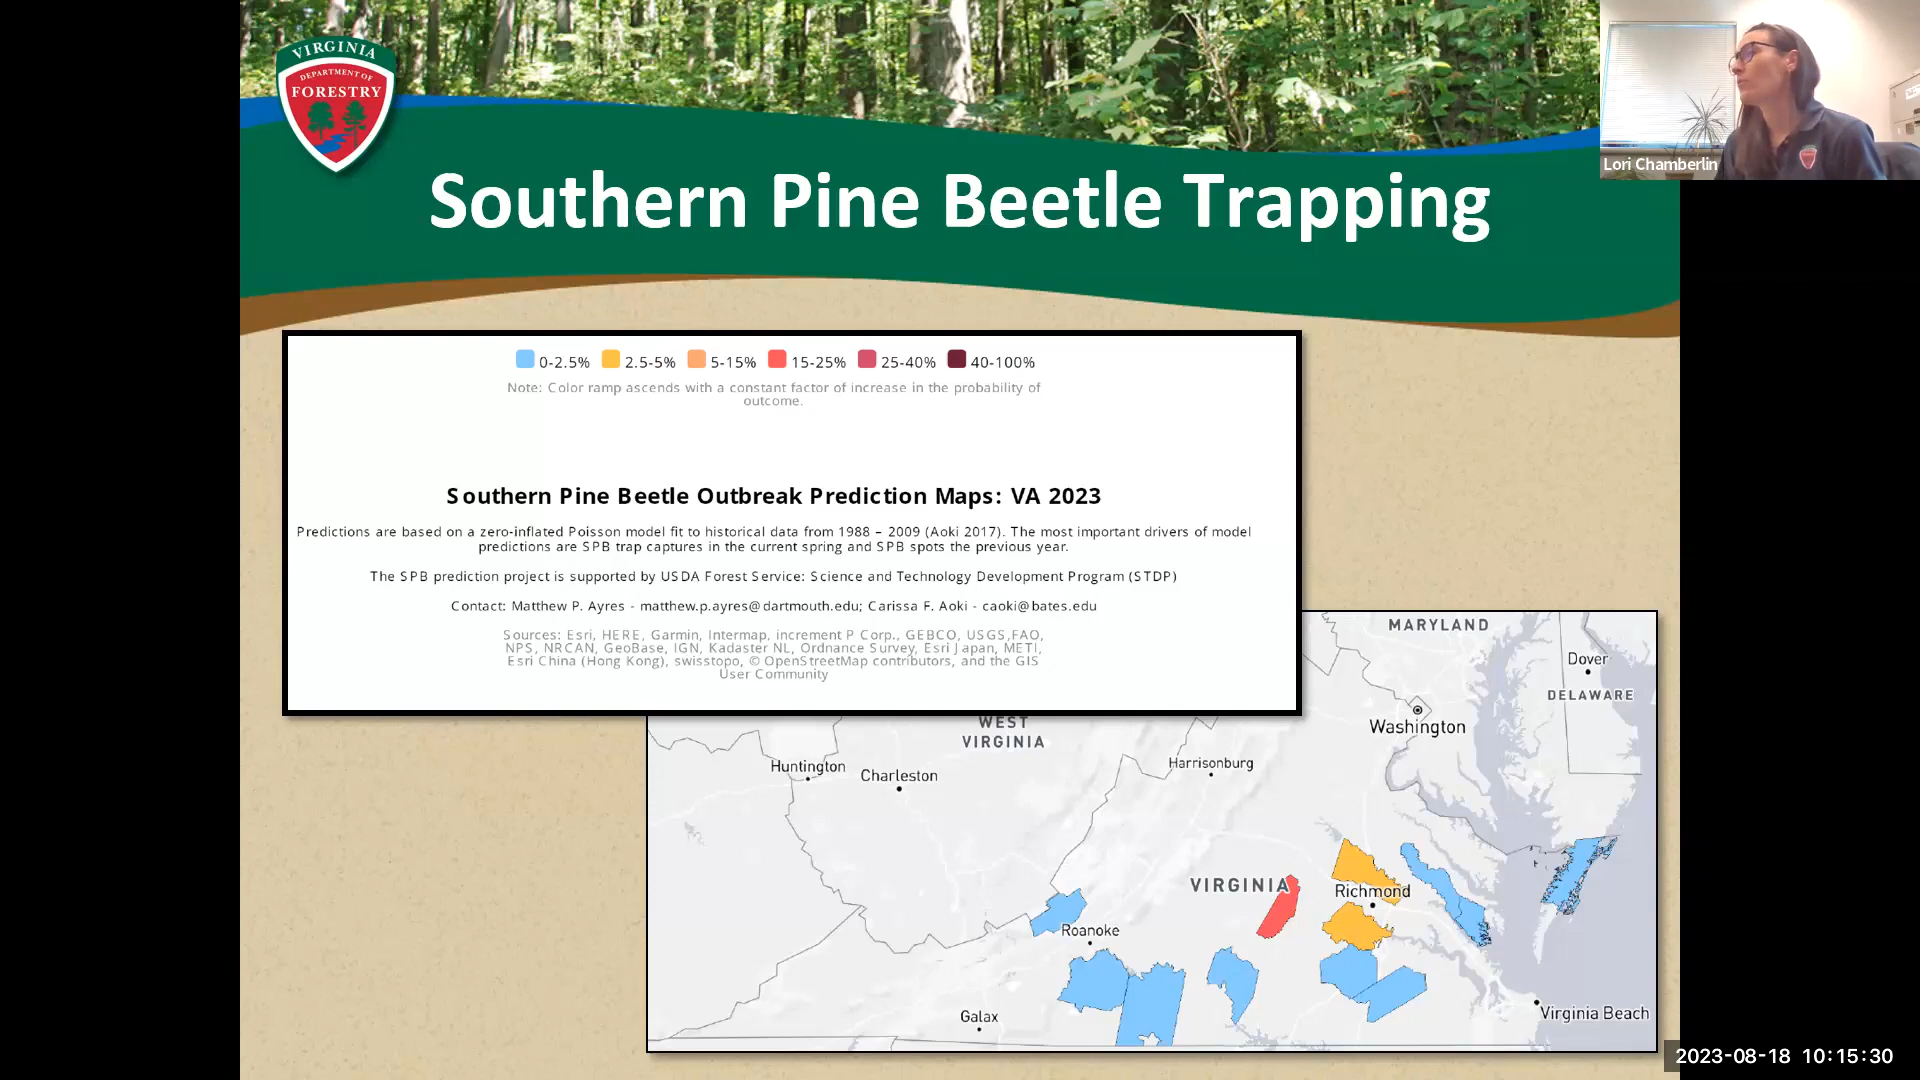 VIRGINIA
DEPARTMENT OF
FORESTRY
Lori Chamberlin
Southern Pine Beetle Trapping
0-2.5% 2.5-5% 5-15% 15-25% 25-40% 40-100%
Note: Color ramp ascends with a constant factor of increase in the probability of
outcome.
Southern Pine Beetle Outbreak Prediction Maps: VA 2023
Predictions are based on a zero-inflated Poisson model fit to historical data from 1988 – 2009 (Aoki 2017). The most important drivers of model
predictions are SPB trap captures in the current spring and SPB spots the previous year.
The SPB prediction project is supported by USDA Forest Service: Science and Technology Development Program (STDP)
Contact: Matthew P. Ayres - matthew.p.ayres@dartmouth.edu; Carissa F. Aoki - caoki@bates.edu
Sources: Esri, HERE, Garmin, Intermap, increment P Corp., GEBCO, USGS,FAO,
NPS, NRCAN, GeoBase, IGN, Kadaster NL, Ordnance Survey, Esri Japan, METI,
Esri China (Hong Kong), swisstopo, © OpenStreetMap contributors, and the GIS
User Community
MARYLAND
Dover
DELAWARE
Washington
WEST
VIRGINIA
Huntington
Charleston
Harrisonburg
VIRGINIA
Richmond
Roanoke
Galax
Virginia Beach
2023-08-18 10:15:30